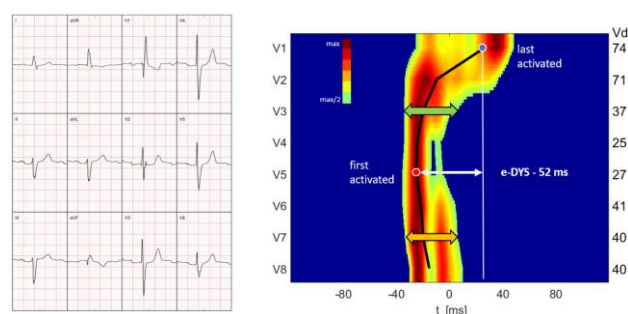 I aVR V1 V4
II aVL V2 V5
III aVF V3 V6
max
max/2
Vd
V1 74
last activated
V2 71
V3 37
V4 25
first activated
V5 27
e-DYS - 52 ms
V6 41
V7 40
V8 40
-80 -40 0 40 80 120
t [ms]